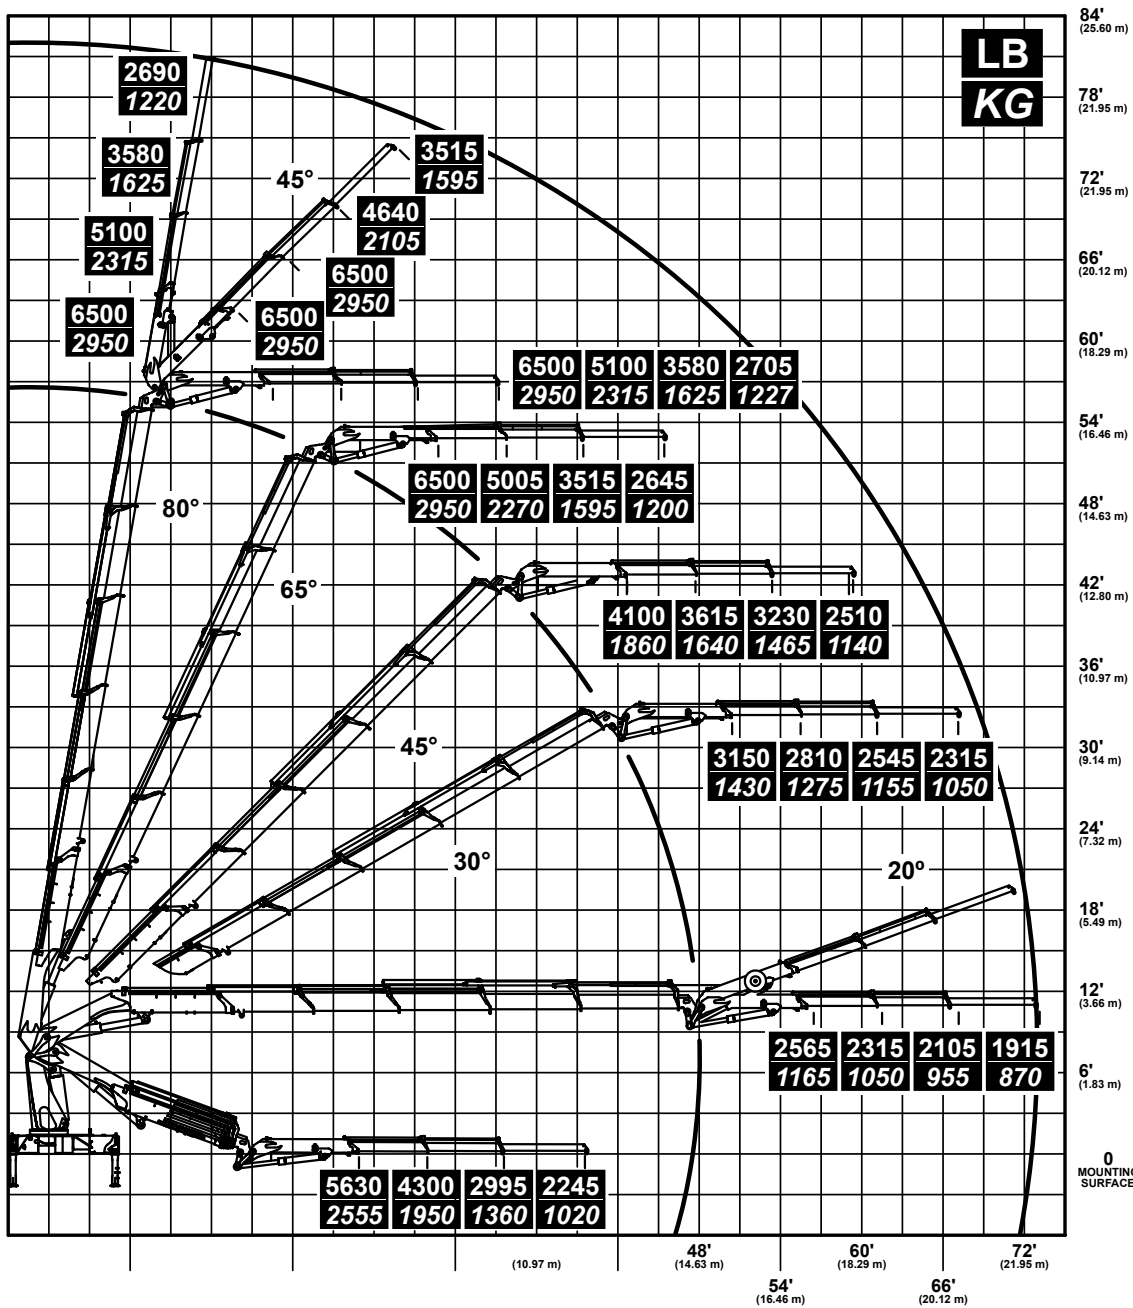 84'
(25.60 m)
LB
KG
2690
1220
78'
(21.95 m)
3580
1625
45°
3515
1595
72'
(21.95 m)
5100
2315
4640
2105
66'
(20.12 m)
6500
2950
6500
2950
6500
2950
60'
(18.29 m)
6500 5100 3580 2705
2950 2315 1625 1227
54'
(16.46 m)
6500 5005 3515 2645
2950 2270 1595 1200
80°
48'
(14.63 m)
65°
42'
(12.80 m)
4100 3615 3230 2510
1860 1640 1465 1140
36'
(10.97 m)
45°
30'
(9.14 m)
3150 2810 2545 2315
1430 1275 1155 1050
24'
(7.32 m)
30°
20º
18'
(5.49 m)
12'
(3.66 m)
2565 2315 2105 1915
1165 1050 955 870
6'
(1.83 m)
0
MOUNTING
SURFACE
5630 4300 2995 2245
2555 1950 1360 1020
48' 60' 72'
(10.97 m) (14.63 m) (18.29 m) (21.95 m)
54' 66'
(16.46 m) (20.12 m)